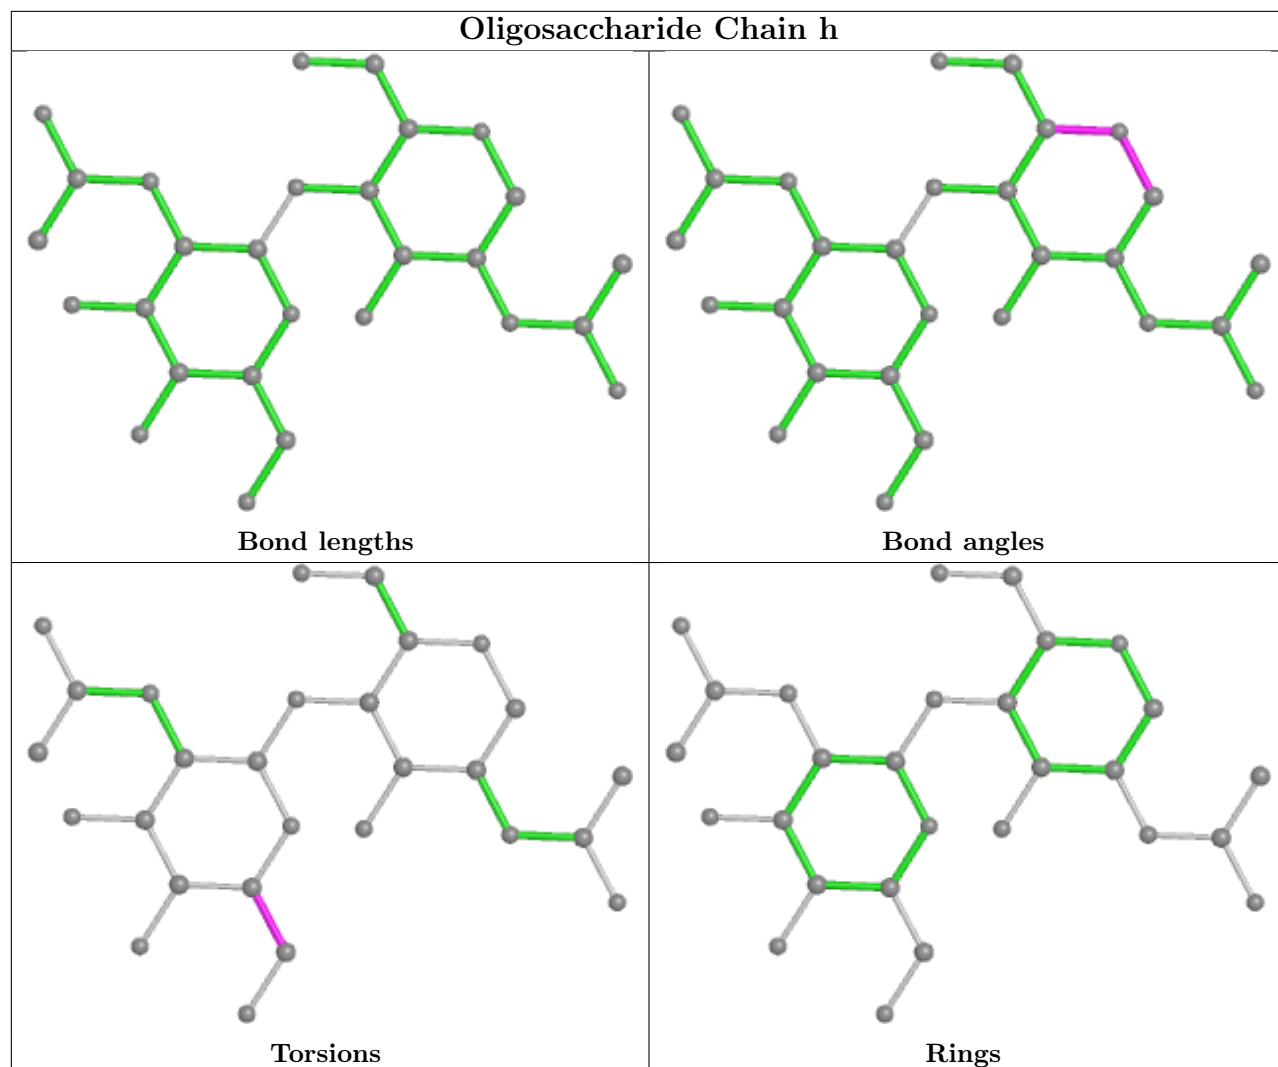 Oligosaccharide Chain h
Bond lengths
Bond angles
Torsions
Rings